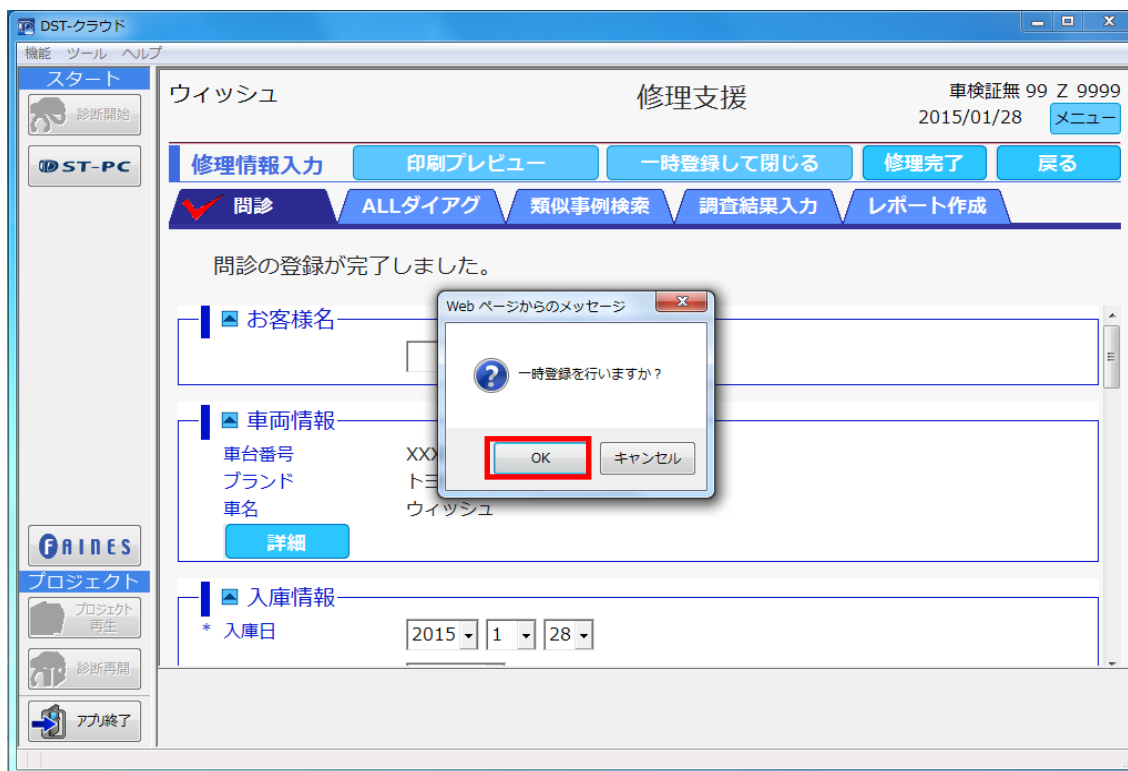 DST-クラウド
機能 ツール ヘルプ
スタート
診断開始
DST-PC
FAINES
プロジェクト
プロジェクト
再生
診断再開
アプリ終了
ウィッシュ
修理支援
車検証無 99 Z 9999
2015/01/28 メニュー
修理情報入力 印刷プレビュー 一時登録して閉じる 修理完了 戻る
問診 ALLダイアグ 類似事例検索 調査結果入力 レポート作成
問診の登録が完了しました。
お客様名
車両情報
車台番号 XXX
ブランド トヨ
車名 ウィッシュ
詳細
入庫情報
* 入庫日 2015 1 28
Web ページからのメッセージ
一時登録を行いますか？
OK キャンセル